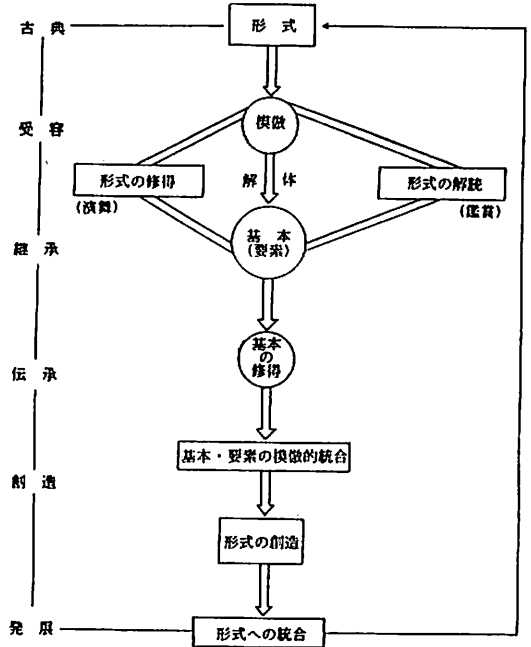 古典
形式
受容
模倣
形式の修得
(演舞)
解体
形式の解読
(鑑賞)
継承
基本
(要素)
伝承
基本
の
修得
創造
基本・要素の模倣的統合
形式の創造
発展
形式への統合